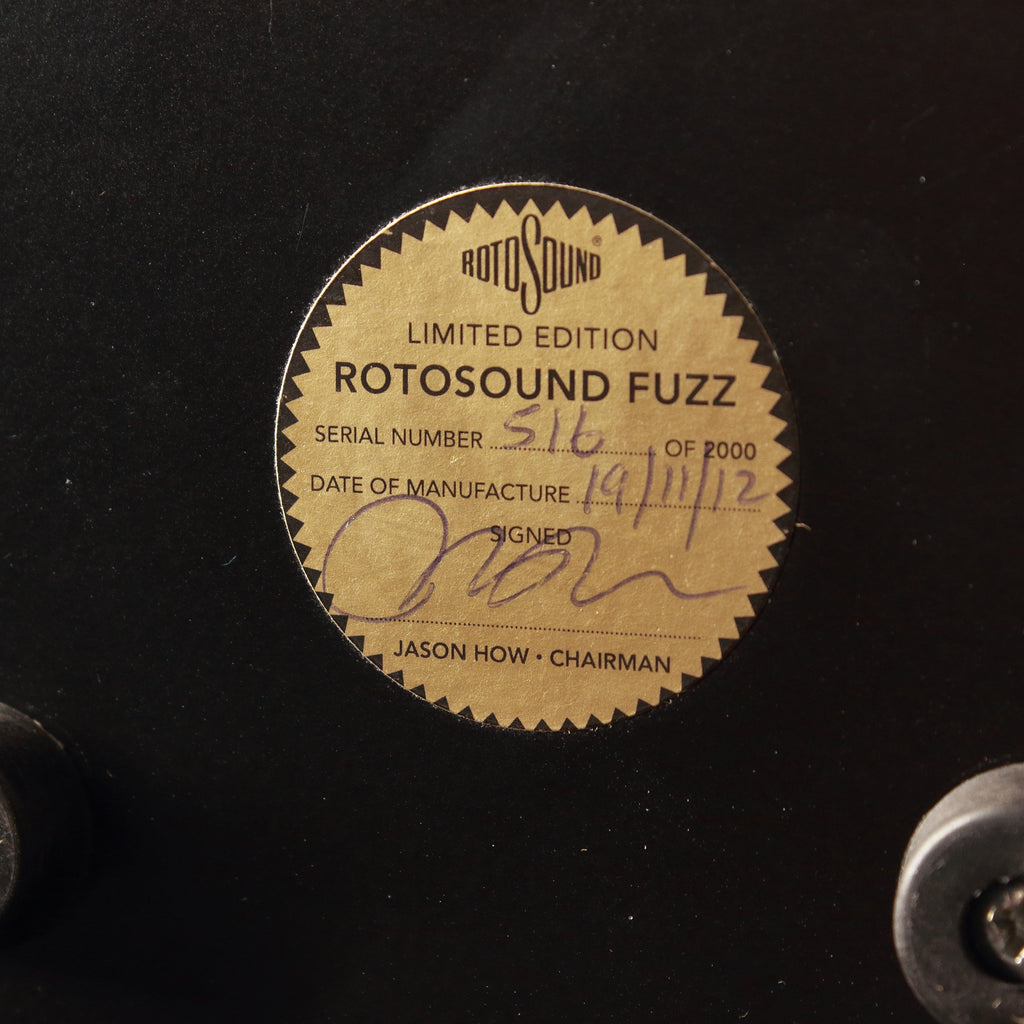 ROTOSOUND®
LIMITED EDITION
ROTOSOUND FUZZ
SERIAL NUMBER 516 OF 2000
DATE OF MANUFACTURE 19/11/12
SIGNED
JASON HOW • CHAIRMAN